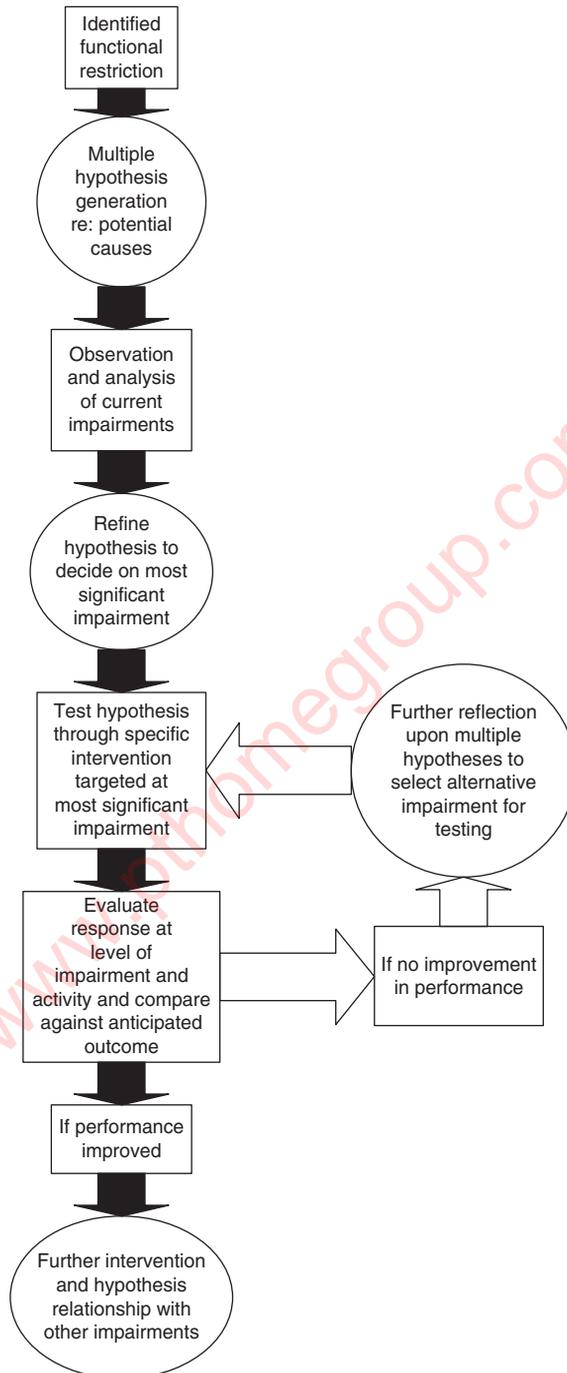 Identified
functional
restriction
Multiple
hypothesis
generation
re: potential
causes
Observation
and analysis
of current
impairments
Refine
hypothesis to
decide on most
significant
impairment
Test hypothesis
through specific
intervention
targeted at
most significant
impairment
Further reflection
upon multiple
hypotheses to
select alternative
impairment for
testing
Evaluate
response at
level of
impairment and
activity and compare
against anticipated
outcome
If no improvement
in performance
If performance
improved
Further intervention
and hypothesis
relationship with
other impairments
www.pthomegroup.com